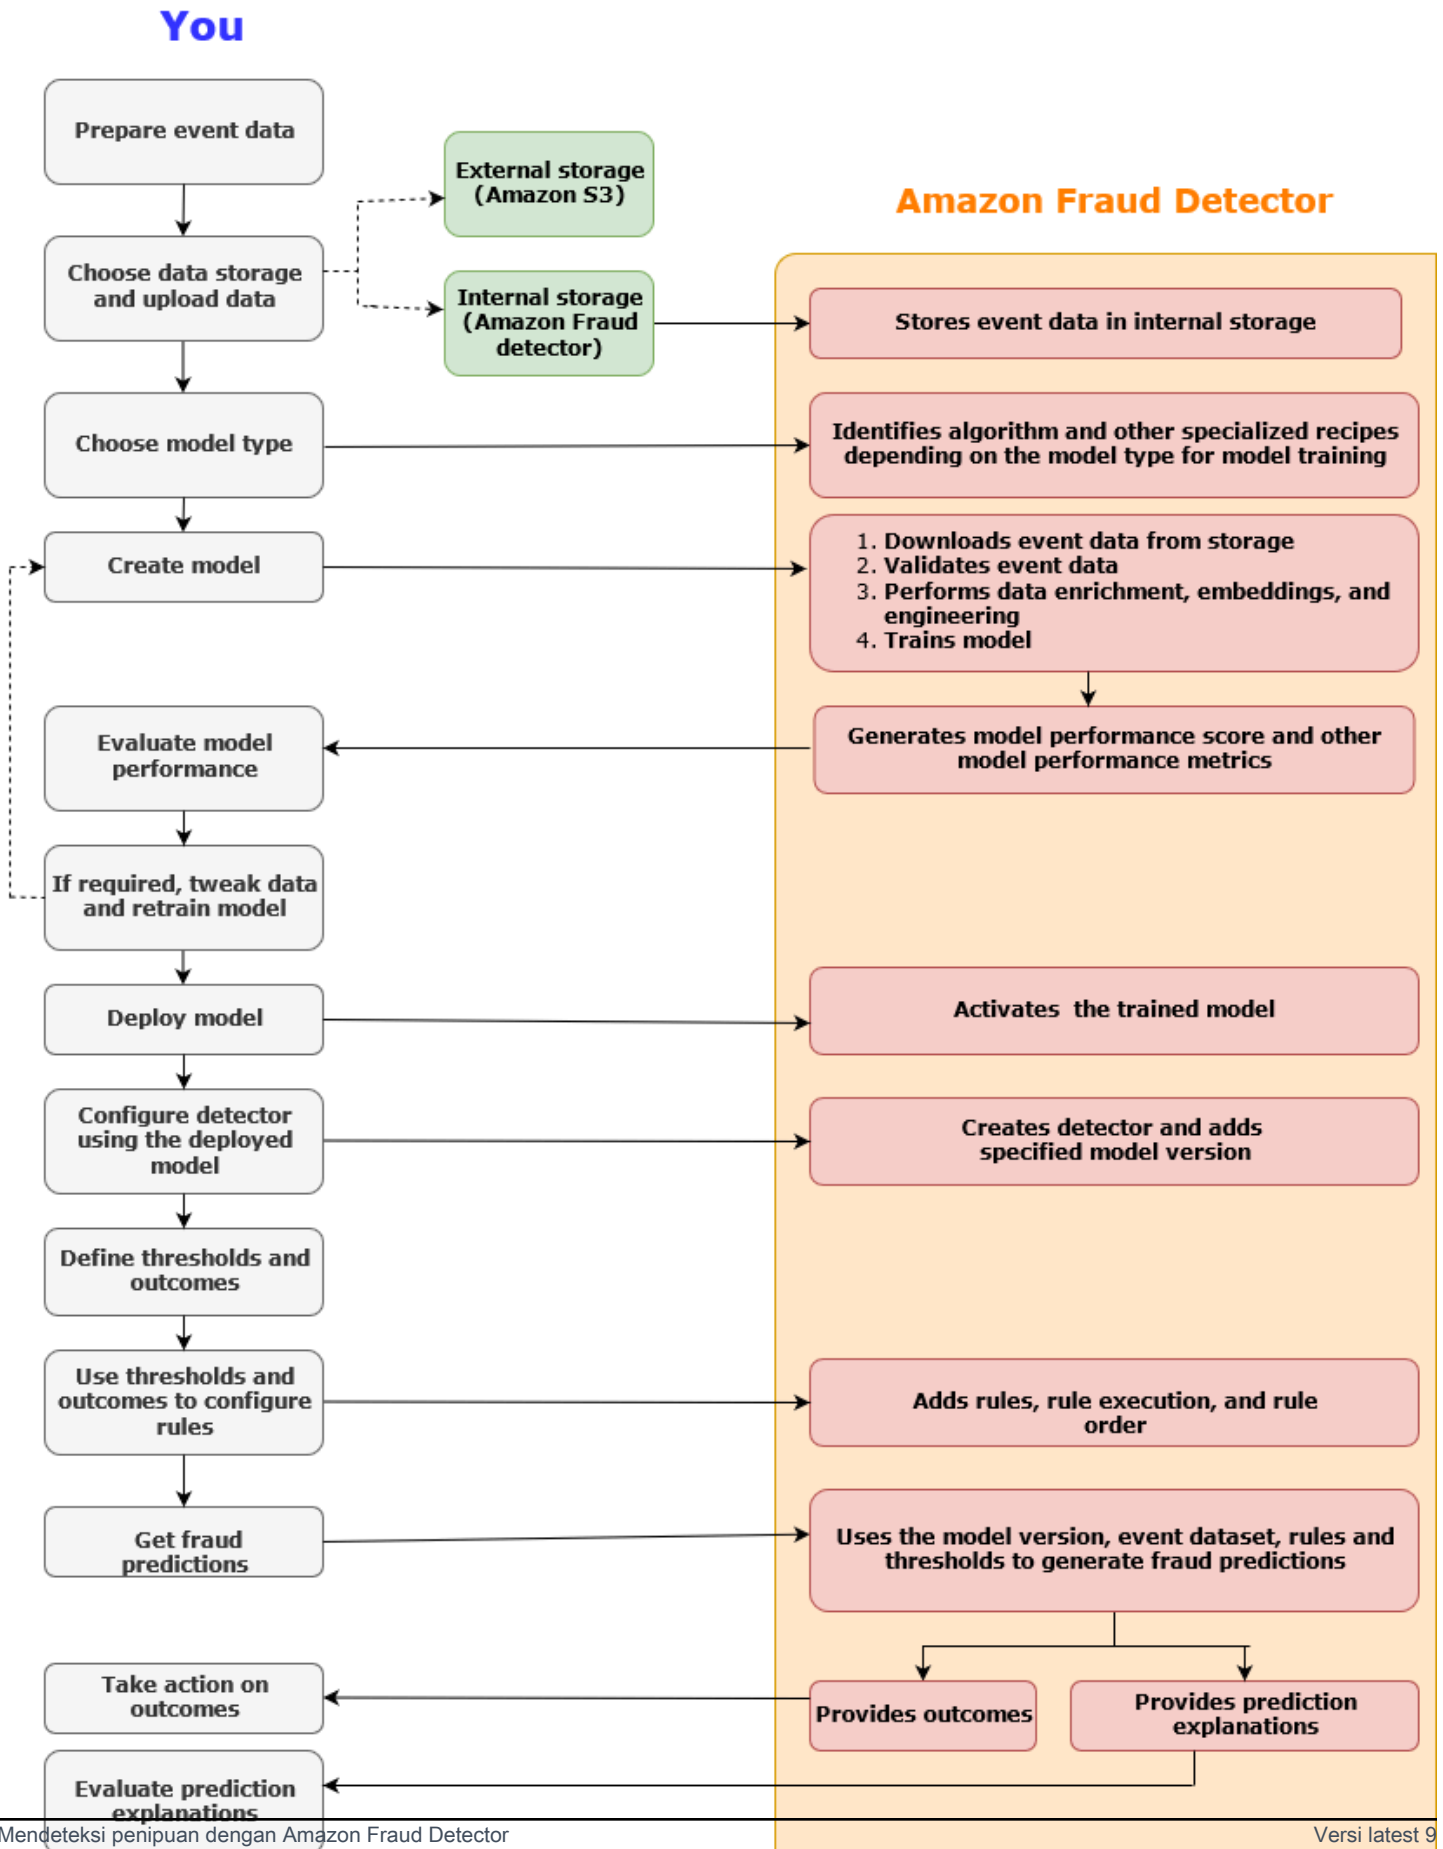 You
Prepare event data
External storage
(Amazon S3)
Amazon Fraud Detector
Choose data storage
and upload data
Internal storage
(Amazon Fraud
detector)
Stores event data in internal storage
Choose model type
Identifies algorithm and other specialized recipes
depending on the model type for model training
Create model
1. Downloads event data from storage
2. Validates event data
3. Performs data enrichment, embeddings, and
engineering
4. Trains model
Evaluate model
performance
Generates model performance score and other
model performance metrics
If required, tweak data
and retrain model
Deploy model
Activates  the trained model
Configure detector
using the deployed
model
Creates detector and adds
specified model version
Define thresholds and
outcomes
Use thresholds and
outcomes to configure
rules
Adds rules, rule execution, and rule
order
Get fraud
predictions
Uses the model version, event dataset, rules and
thresholds to generate fraud predictions
Take action on
outcomes
Provides outcomes
Provides prediction
explanations
Evaluate prediction
explanations
Mendeteksi penipuan dengan Amazon Fraud Detector
Versi latest 9